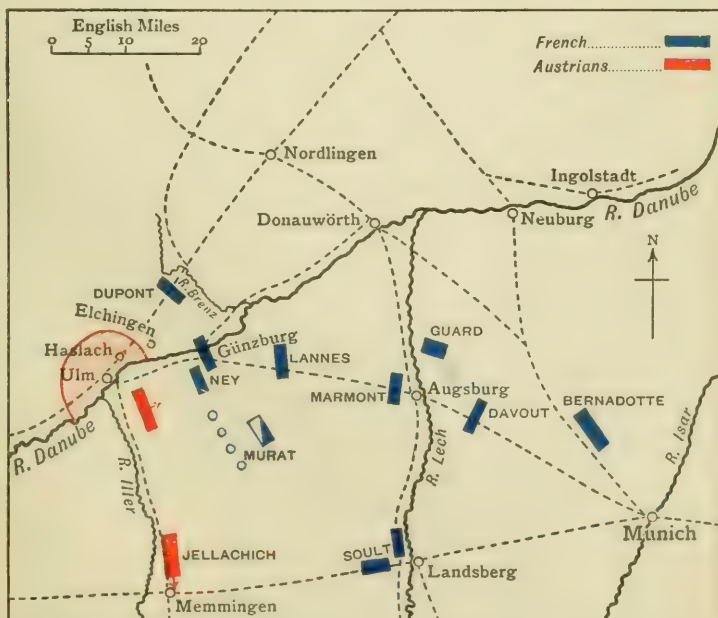 English Miles
0 10 20
French
Austrians
Nordlingen
Ingolstadt
R. Danube
Donauwörth
Neuburg
N
R. Brenz
DUPONT
Elchingen
Haslach
Günzburg
GUARD
Ulm
NEY
LANNES
MARMONT
Augsburg
DAVOUT
BERNADOTTE
MURAT
R. Danube
R. Iller
R. Lech
R. Isar
Munich
JELLACHICH
SOULT
Landsberg
Memmingen